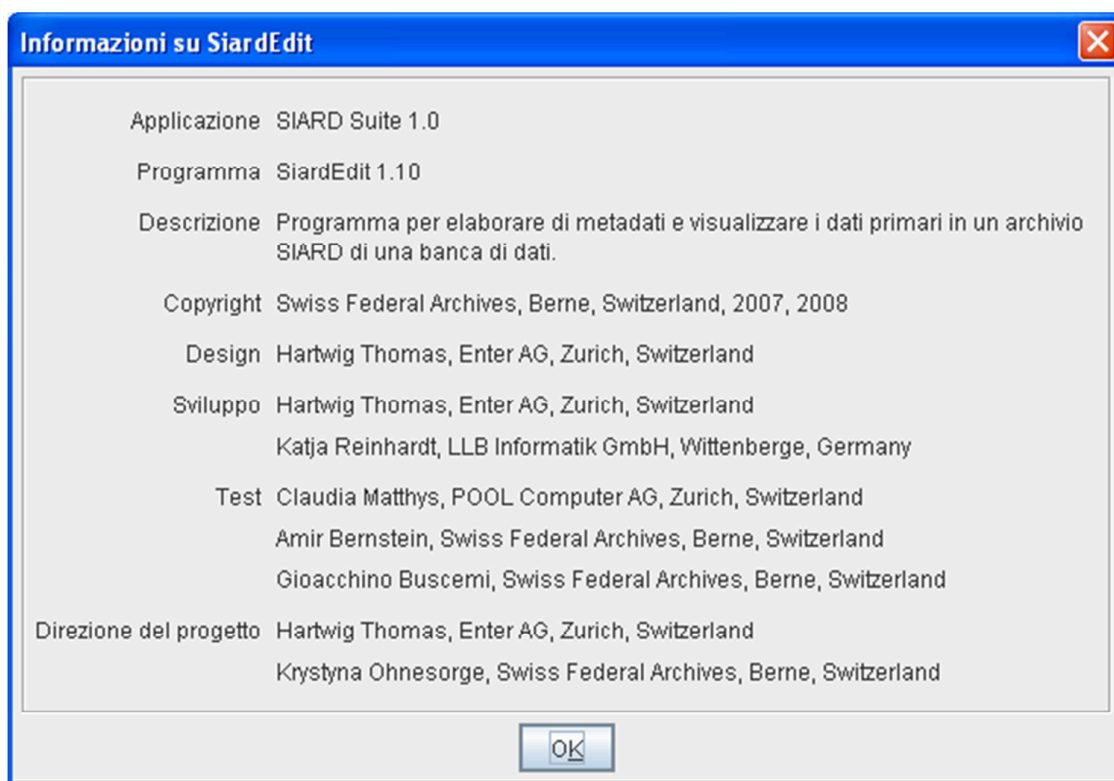 Informazioni su SiardEdit
Applicazione SIARD Suite 1.0
Programma SiardEdit 1.10
Descrizione Programma per elaborare di metadati e visualizzare i dati primari in un archivio
SIARD di una banca di dati.
Copyright Swiss Federal Archives, Berne, Switzerland, 2007, 2008
Design Hartwig Thomas, Enter AG, Zurich, Switzerland
Sviluppo Hartwig Thomas, Enter AG, Zurich, Switzerland
Katja Reinhardt, LLB Informatik GmbH, Wittenberge, Germany
Test Claudia Matthys, POOL Computer AG, Zurich, Switzerland
Amir Bernstein, Swiss Federal Archives, Berne, Switzerland
Gioacchino Buscemi, Swiss Federal Archives, Berne, Switzerland
Direzione del progetto Hartwig Thomas, Enter AG, Zurich, Switzerland
Krystyna Ohnesorge, Swiss Federal Archives, Berne, Switzerland
OK